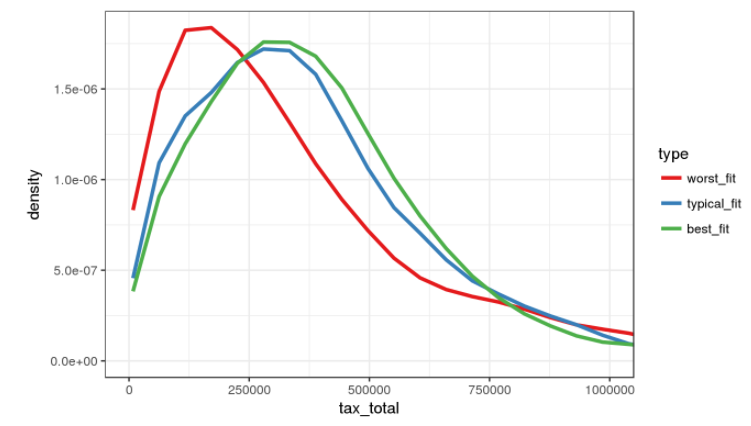 1.5e-06
1.0e-06
5.0e-07
0.0e+00
density
0
250000
500000
750000
1000000
tax_total
type
worst_fit
typical_fit
best_fit